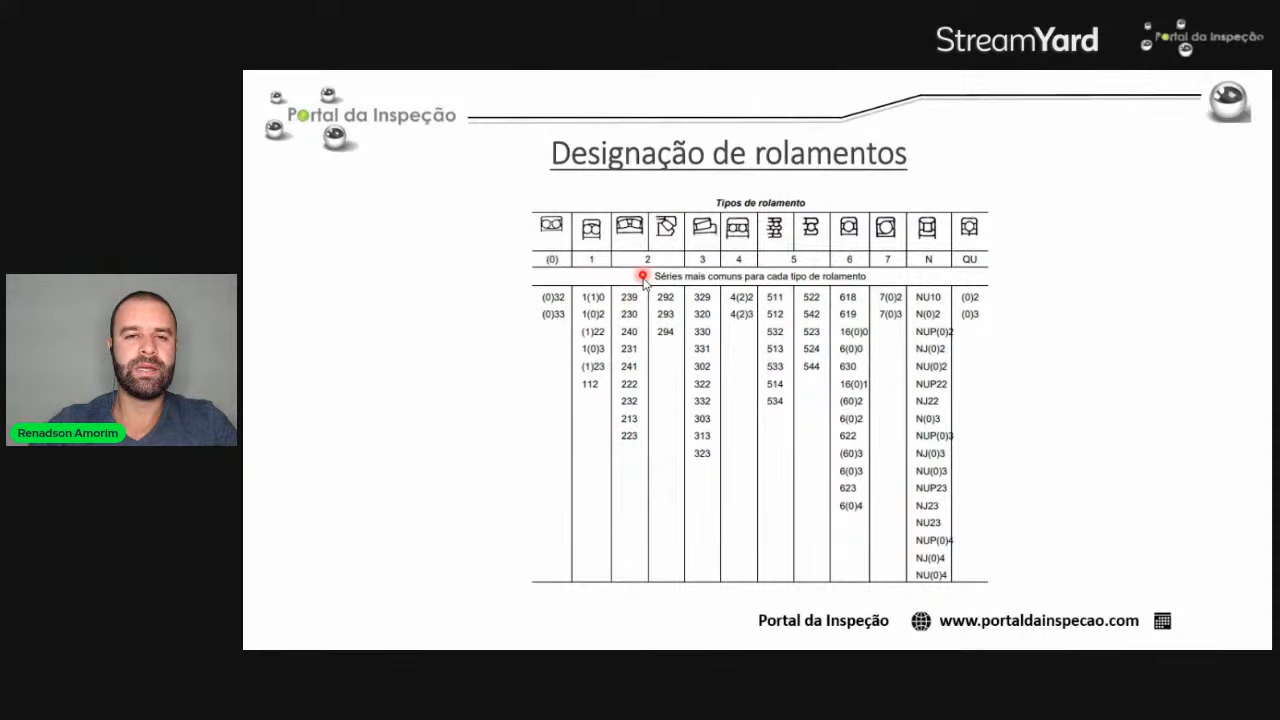 StreamYard
Portal da Inspeção
Portal da Inspeção
Designação de rolamentos
Tipos de rolamento
(0) 1 2 3 4 5 6 7 N QU
Séries mais comuns para cada tipo de rolamento
(0)32 1(1)0 239 292 329 4(2)2 511 522 618 7(0)2 NU10 (0)2
(0)33 1(0)2 230 293 320 4(2)3 512 542 619 7(0)3 N(0)2 (0)3
(1)22 240 294 330 532 523 16(0)0 NUP(0)2
1(0)3 231 331 513 524 6(0)0 NJ(0)2
(1)23 241 302 533 544 630 NU(0)2
112 222 322 514 16(0)1 NUP22
232 332 534 (60)2 NJ22
213 303 6(0)2 N(0)3
223 313 622 NUP(0)3
323 (60)3 NJ(0)3
6(0)3 NU(0)3
623 NUP23
6(0)4 NJ23
NU23
NUP(0)4
NJ(0)4
NU(0)4
Renadson Amorim
Portal da Inspeção www.portaldainspecao.com